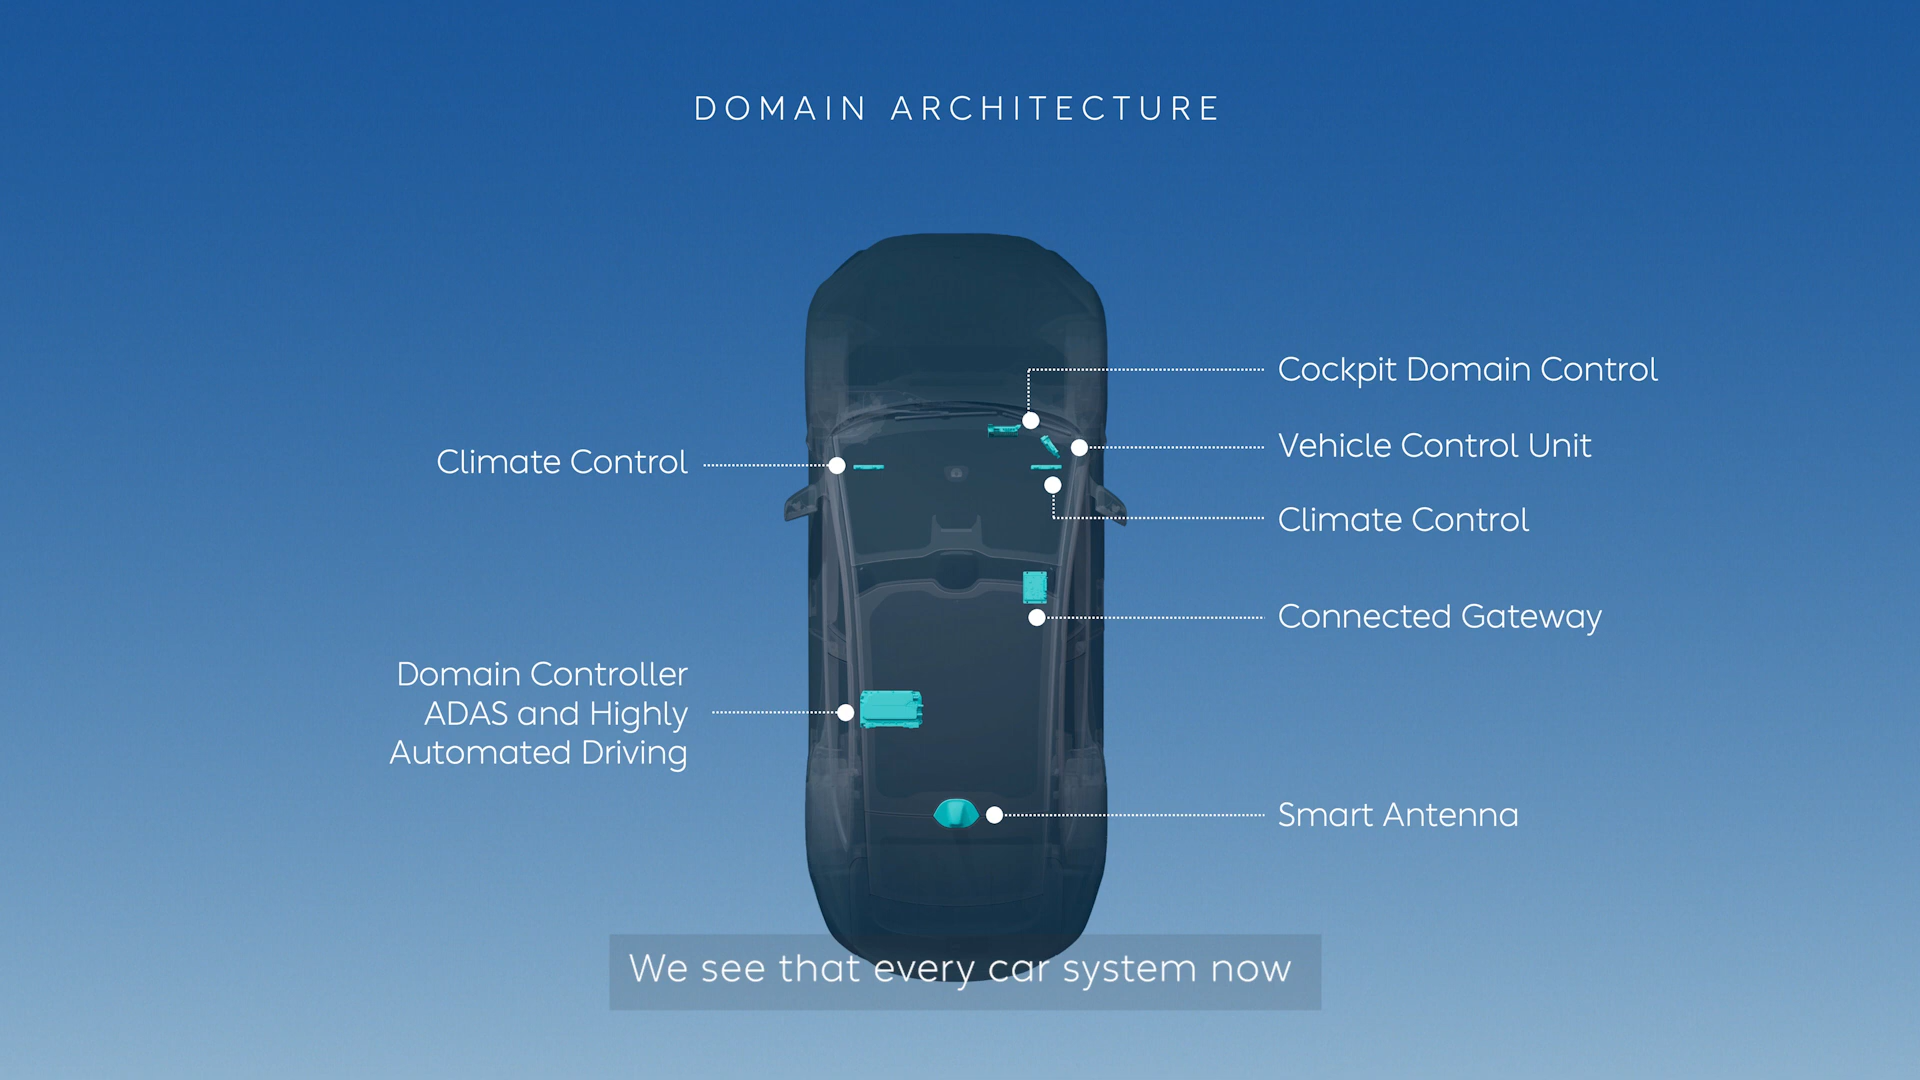 DOMAIN ARCHITECTURE
Cockpit Domain Control
Vehicle Control Unit
Climate Control
Climate Control
Connected Gateway
Domain Controller
ADAS and Highly
Automated Driving
Smart Antenna
We see that every car system now